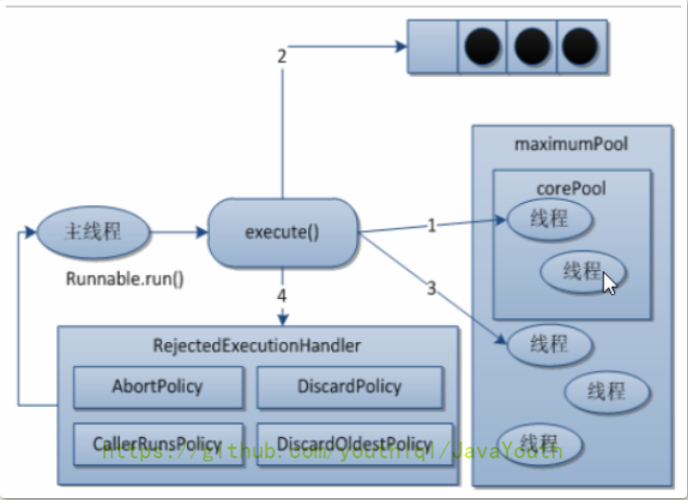 2
maximumPool
corePool
线程
主线程
execute()
1
线程
Runnable.run()
4
3
RejectedExecutionHandler
线程
AbortPolicy
DiscardPolicy
线程
CallerRunsPolicy
DiscardOldestPolicy
线程
https://github.com/youthlql/JavaYouth